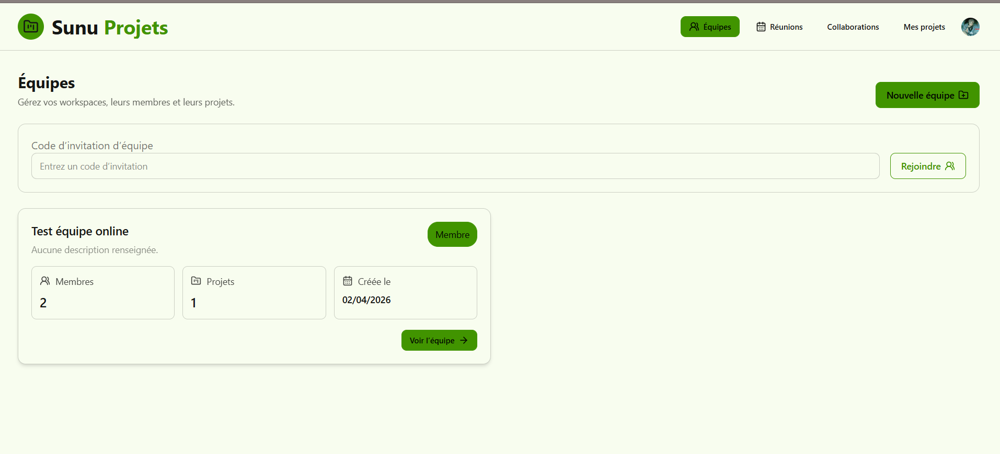 Sunu Projets
Équipes
Réunions
Collaborations
Mes projets
Équipes
Gérez vos workspaces, leurs membres et leurs projets.
Nouvelle équipe
Code d’invitation d’équipe
Entrez un code d’invitation
Rejoindre
Test équipe online
Membre
Aucune description renseignée.
Membres
2
Projets
1
Créée le
02/04/2026
Voir l’équipe